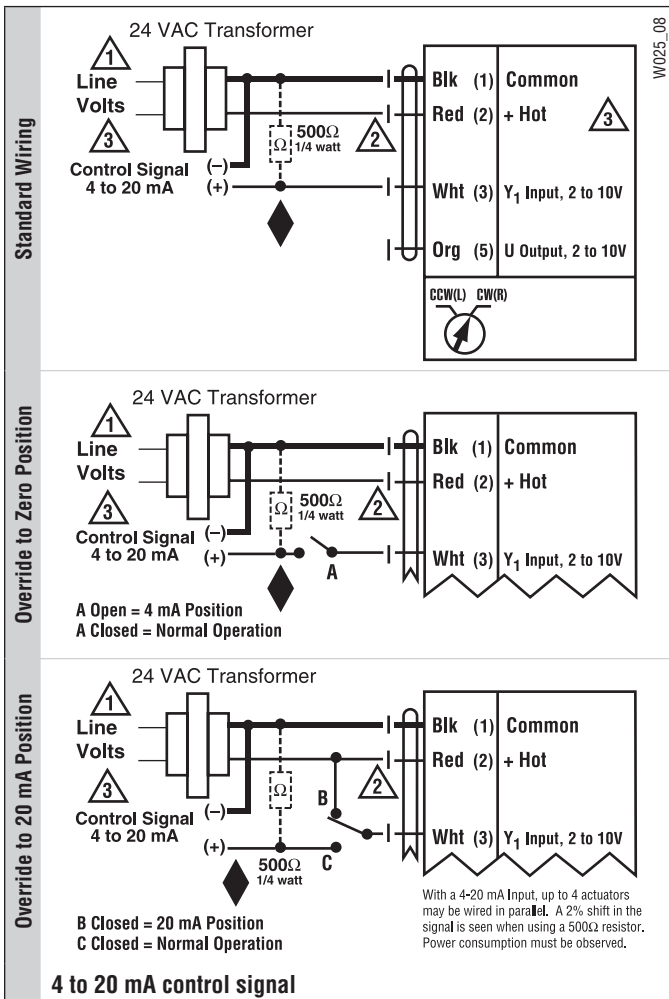 W025_08
Standard Wiring
24 VAC Transformer
1
Line
Volts
3
Control Signal
4 to 20 mA
(–)
(+)
Ω
500Ω
1/4 watt
2
Blk (1) Common
Red (2) + Hot
3
Wht (3) Y₁ Input, 2 to 10V
Org (5) U Output, 2 to 10V
CCW(L) CW(R)
Override to Zero Position
24 VAC Transformer
1
Line
Volts
3
Control Signal
4 to 20 mA
(–)
(+)
Ω
500Ω
1/4 watt
2
A
Blk (1) Common
Red (2) + Hot
Wht (3) Y₁ Input, 2 to 10V
A Open = 4 mA Position
A Closed = Normal Operation
Override to 20 mA Position
24 VAC Transformer
1
Line
Volts
3
Control Signal
4 to 20 mA
(–)
(+)
Ω
500Ω
1/4 watt
2
B
C
Blk (1) Common
Red (2) + Hot
Wht (3) Y₁ Input, 2 to 10V
B Closed = 20 mA Position
C Closed = Normal Operation
With a 4-20 mA Input, up to 4 actuators
may be wired in parallel. A 2% shift in the
signal is seen when using a 500Ω resistor.
Power consumption must be observed.
4 to 20 mA control signal